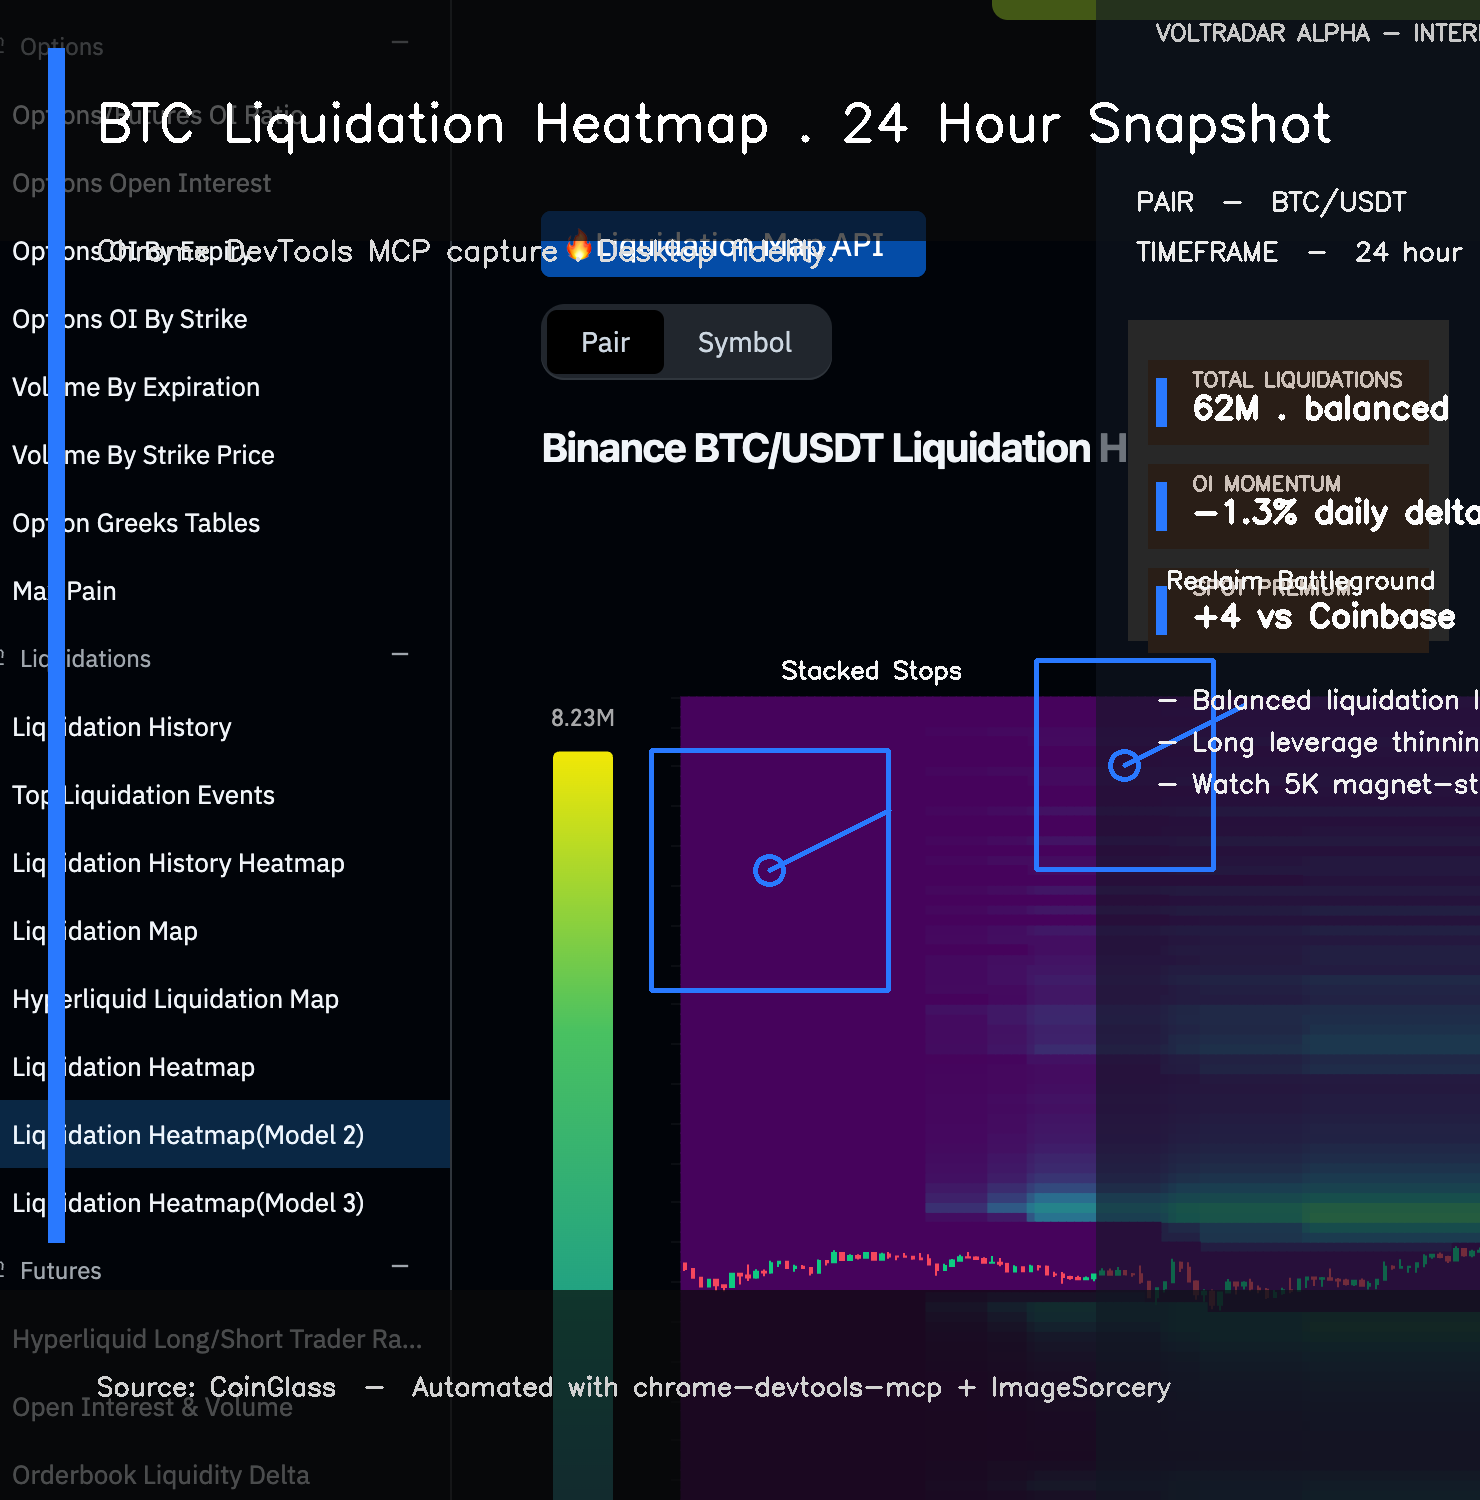 Options
VOLTRADAR ALPHA — INTER
Options/Futures OI Ratio
BTC Liquidation Heatmap . 24 Hour Snapshot
Options Open Interest
PAIR — BTC/USDT
Options OI By Expiry
Chrome DevTools MCP capture . Desktop fidelity.
🔥Liquidation Map API
TIMEFRAME — 24 hour
Options OI By Strike
Pair
Symbol
Volume By Expiration
TOTAL LIQUIDATIONS
62M . balanced
Volume By Strike Price
Binance BTC/USDT Liquidation H
OI MOMENTUM
-1.3% daily delta
Option Greeks Tables
Max Pain
Reclaim Battleground
SPOT PREMIUM
+4 vs Coinbase
Liquidations
Stacked Stops
Liquidation History
8.23M
— Balanced liquidation l
— Long leverage thinnin
— Watch 5K magnet-st
Top Liquidation Events
Liquidation History Heatmap
Liquidation Map
Hyperliquid Liquidation Map
Liquidation Heatmap
Liquidation Heatmap(Model 2)
Liquidation Heatmap(Model 3)
Futures
Hyperliquid Long/Short Trader Ra...
Source: CoinGlass — Automated with chrome-devtools-mcp + ImageSorcery
Open Interest & Volume
Orderbook Liquidity Delta